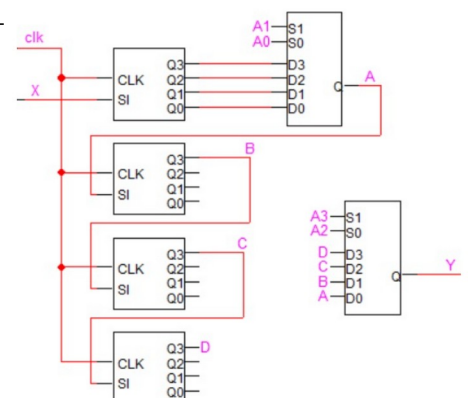 clk
X
CLK
SI
Q3
Q2
Q1
Q0
A1
A0
S1
S0
D3
D2
D1
D0
Q
A
CLK
SI
Q3
Q2
Q1
Q0
B
CLK
SI
Q3
Q2
Q1
Q0
C
CLK
SI
Q3
Q2
Q1
Q0
D
A3
A2
D
C
B
A
S1
S0
D3
D2
D1
D0
Q
Y